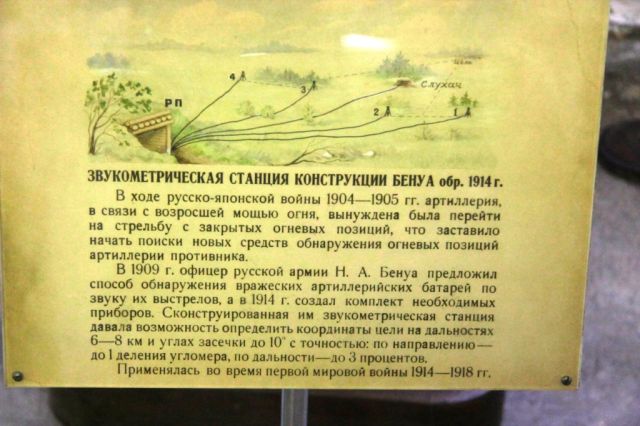 цель
4
3
Слухач
РП
2
1
ЗВУКОМЕТРИЧЕСКАЯ СТАНЦИЯ КОНСТРУКЦИИ БЕНУА обр. 1914 г.
В ходе русско-японской войны 1904—1905 гг. артиллерия,
в связи с возросшей мощью огня, вынуждена была перейти
на стрельбу с закрытых огневых позиций, что заставило
начать поиски новых средств обнаружения огневых позиций
артиллерии противника.
В 1909 г. офицер русской армии Н. А. Бенуа предложил
способ обнаружения вражеских артиллерийских батарей по
звуку их выстрелов, а в 1914 г. создал комплект необходимых
приборов. Сконструированная им звукометрическая станция
давала возможность определить координаты цели на дальностях
6—8 км и углах засечки до 10° с точностью: по направлению—
до 1 деления угломера, по дальности—до 3 процентов.
Применялась во время первой мировой войны 1914—1918 гг.